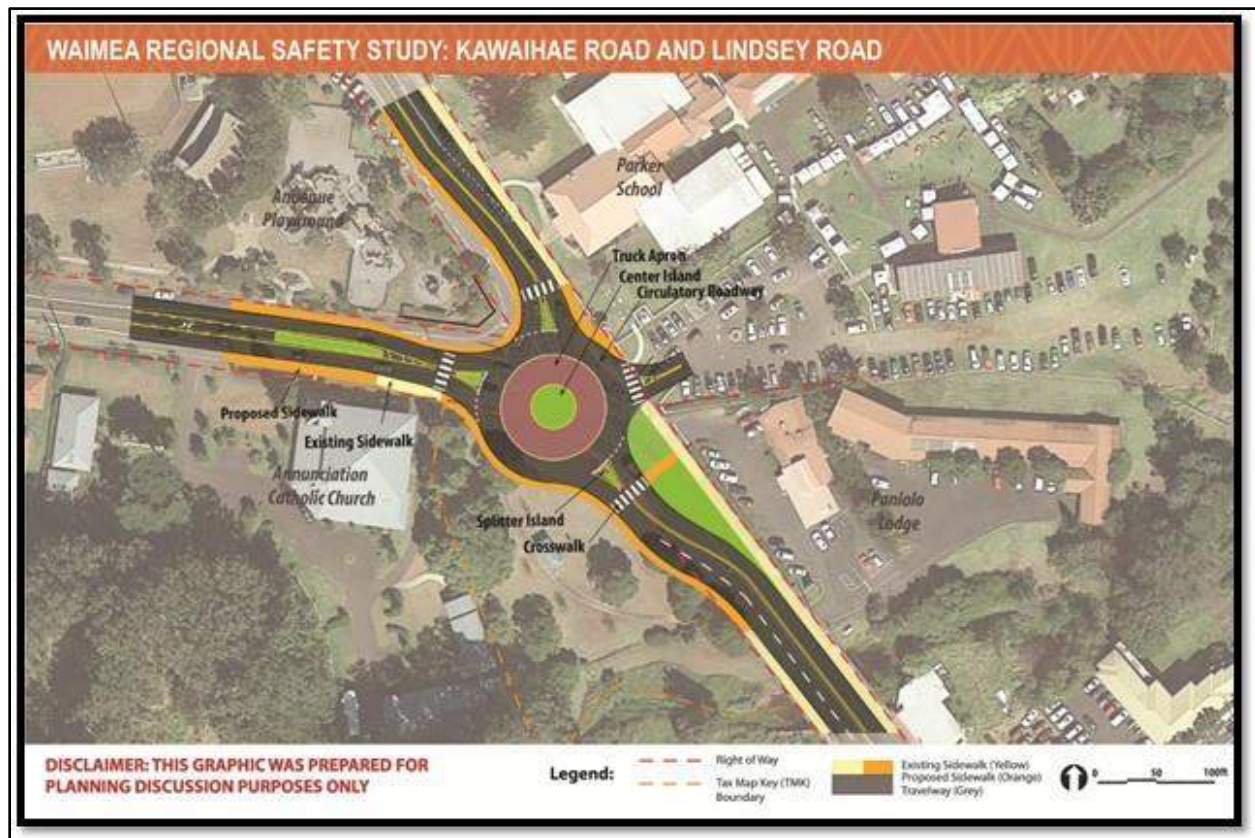 WAIMEA REGIONAL SAFETY STUDY: KAWAIHAE ROAD AND LINDSEY ROAD
Parker
School
Anuenue
Playground
Truck Apron
Center Island
Circulatory Roadway
Proposed Sidewalk
Existing Sidewalk
Annunciation
Catholic Church
Splitter Island
Crosswalk
Paniolo
Lodge
DISCLAIMER: THIS GRAPHIC WAS PREPARED FOR
PLANNING DISCUSSION PURPOSES ONLY
Legend:
Right of Way
Tax Map Key (TMK)
Boundary
Existing Sidewalk (Yellow)
Proposed Sidewalk (Orange)
Travelway (Grey)
0 50 100ft